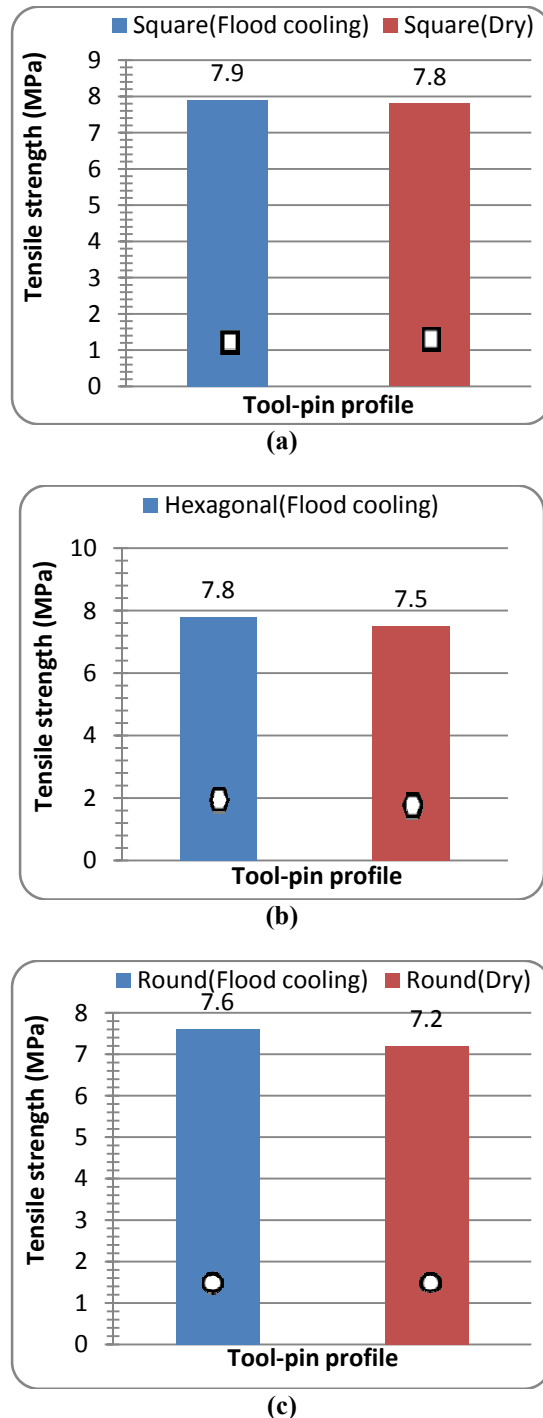 Square(Flood cooling) Square(Dry)
Tensile strength (MPa)
9
8
7
6
5
4
3
2
1
0
7.9 7.8
Tool-pin profile
(a)
Hexagonal(Flood cooling)
Tensile strength (MPa)
10
8
6
4
2
0
7.8 7.5
Tool-pin profile
(b)
Round(Flood cooling) Round(Dry)
Tensile strength (MPa)
8
7
6
5
4
3
2
1
0
7.6 7.2
Tool-pin profile
(c)